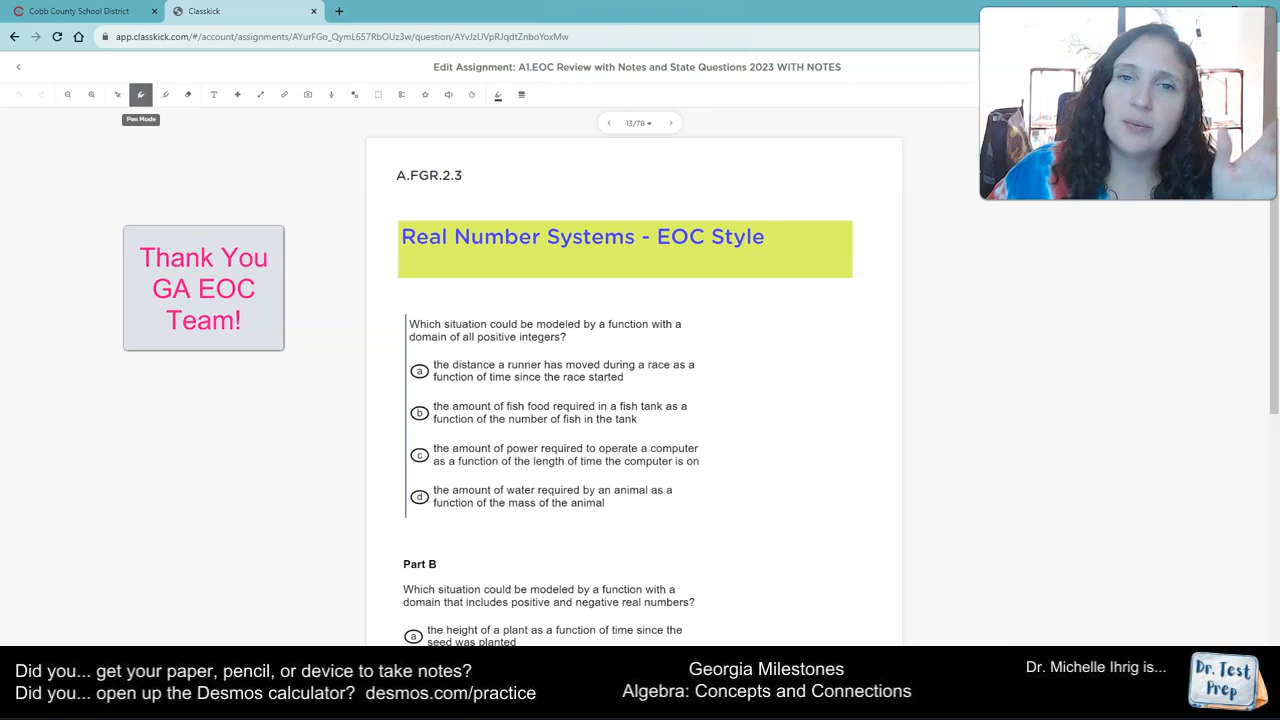 Cobb County School District
Classkick
app.classkick.com/#/account/assignments/AYurFGo_QymL657RbOUz3w/question/AYvJzUVpRJqdtZnboYoxMw
Edit Assignment: A1.EOC Review with Notes and State Questions 2023 WITH NOTES
Pen Mode
13/78
A.FGR.2.3
Real Number Systems - EOC Style
Thank You
GA EOC
Team!
Which situation could be modeled by a function with a
domain of all positive integers?
a the distance a runner has moved during a race as a
function of time since the race started
b the amount of fish food required in a fish tank as a
function of the number of fish in the tank
c the amount of power required to operate a computer
as a function of the length of time the computer is on
d the amount of water required by an animal as a
function of the mass of the animal
Part B
Which situation could be modeled by a function with a
domain that includes positive and negative real numbers?
a the height of a plant as a function of time since the
seed was planted
Did you... get your paper, pencil, or device to take notes?
Did you... open up the Desmos calculator? desmos.com/practice
Georgia Milestones
Algebra: Concepts and Connections
Dr. Michelle Ihrig is...
Dr. Test
Prep